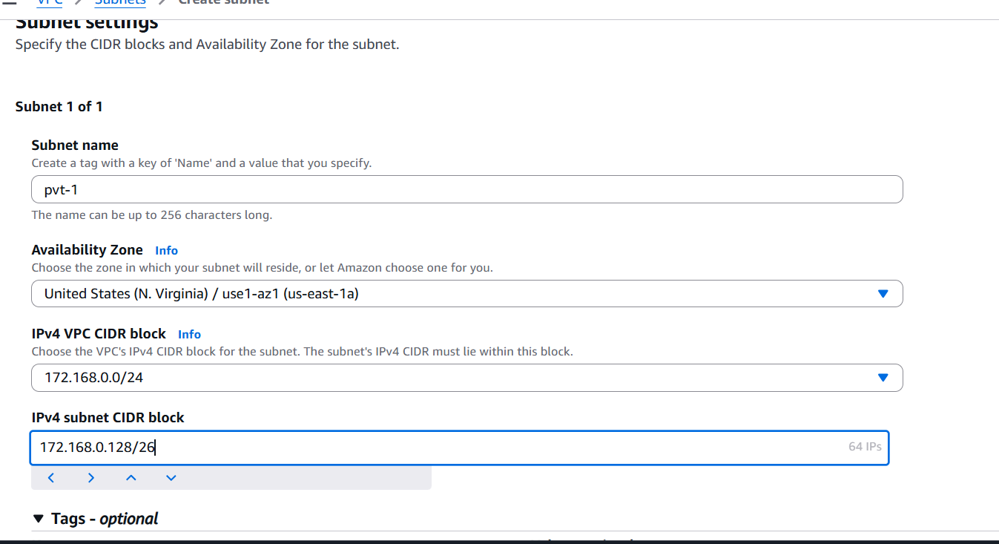 VPC / Subnets / Create subnet
Subnet settings
Specify the CIDR blocks and Availability Zone for the subnet.
Subnet 1 of 1
Subnet name
Create a tag with a key of 'Name' and a value that you specify.
pvt-1
The name can be up to 256 characters long.
Availability Zone Info
Choose the zone in which your subnet will reside, or let Amazon choose one for you.
United States (N. Virginia) / use1-az1 (us-east-1a)
IPv4 VPC CIDR block Info
Choose the VPC's IPv4 CIDR block for the subnet. The subnet's IPv4 CIDR must lie within this block.
172.168.0.0/24
IPv4 subnet CIDR block
172.168.0.128/26 64 IPs
Tags - optional